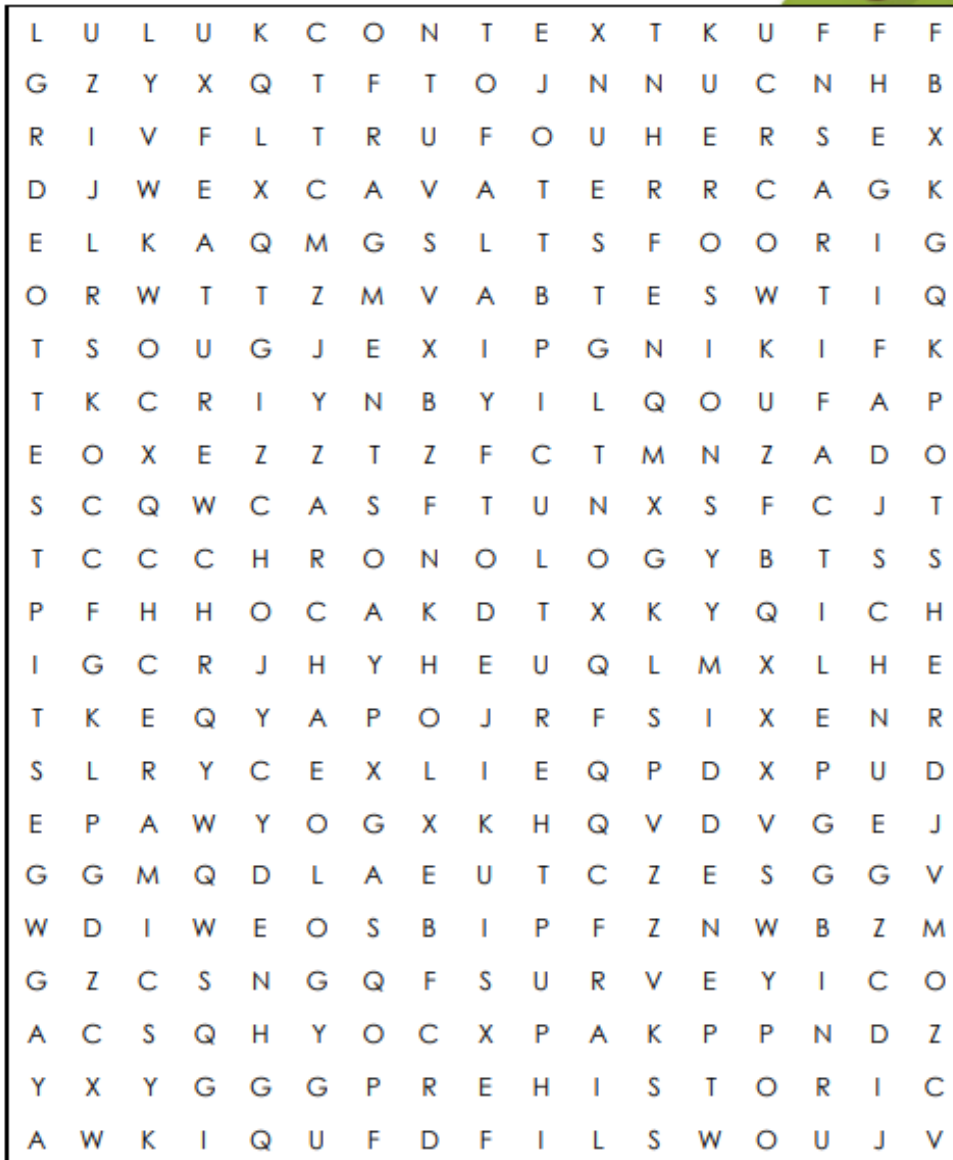 L U L U K C O N T E X T K U F F F
G Z Y X Q T F T O J N N U C N H B
R I V F L T R U F O U H E R S E X
D J W E X C A V A T E R R C A G K
E L K A Q M G S L T S F O O R I G
O R W T T Z M V A B T E S W T I Q
T S O U G J E X I P G N I K I F K
T K C R I Y N B Y I L Q O U F A P
E O X E Z Z T Z F C T M N Z A D O
S C Q W C A S F T U N X S F C J T
T C C C H R O N O L O G Y B T S S
P F H H O C A K D T X K Y Q I C H
I G C R J H Y H E U Q L M X L H E
T K E Q Y A P O J R F S I X E N R
S L R Y C E X L I E Q P D X P U D
E P A W Y O G X K H Q V D V G E J
G G M Q D L A E U T C Z E S G G V
W D I W E O S B I P F Z N W B Z M
G Z C S N G Q F S U R V E Y I C O
A C S Q H Y O C X P A K P P N D Z
Y X Y G G G P R E H I S T O R I C
A W K I Q U F D F I L S W O U J V